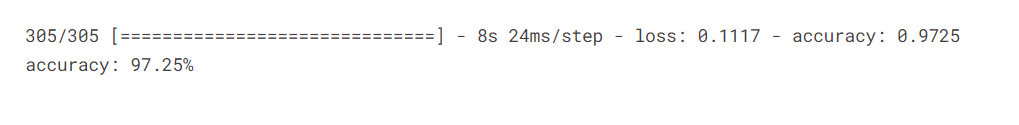 305/305 [==============================] - 8s 24ms/step - loss: 0.1117 - accuracy: 0.9725
accuracy: 97.25%